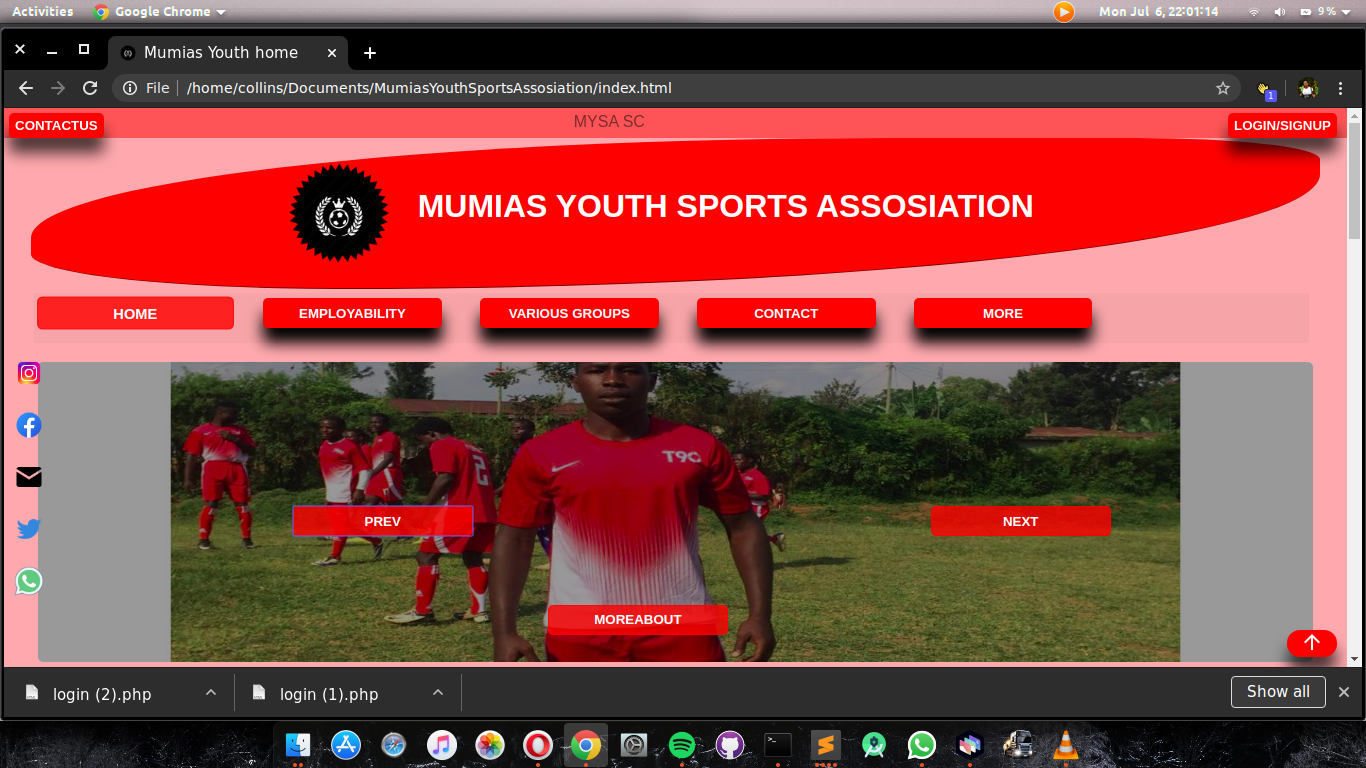 Activities Google Chrome Mon Jul 6, 22:01:14 9%
Mumias Youth home
File /home/collins/Documents/MumiasYouthSportsAssosiation/index.html 1
CONTACTUS MYSA SC LOGIN/SIGNUP
MUMIAS YOUTH SPORTS ASSOSIATION
HOME EMPLOYABILITY VARIOUS GROUPS CONTACT MORE
T9C
2
PREV NEXT
MOREABOUT
login (2).php login (1).php Show all